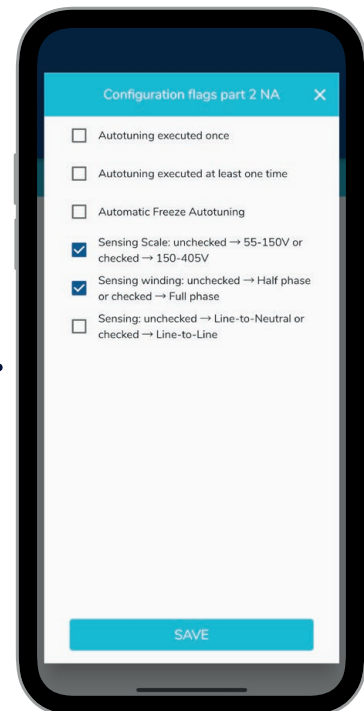 Configuration flags part 2 NA
Autotuning executed once
Autotuning executed at least one time
Automatic Freeze Autotuning
Sensing Scale: unchecked → 55-150V or
checked → 150-405V
Sensing winding: unchecked → Half phase
or checked → Full phase
Sensing: unchecked → Line-to-Neutral or
checked → Line-to-Line
SAVE